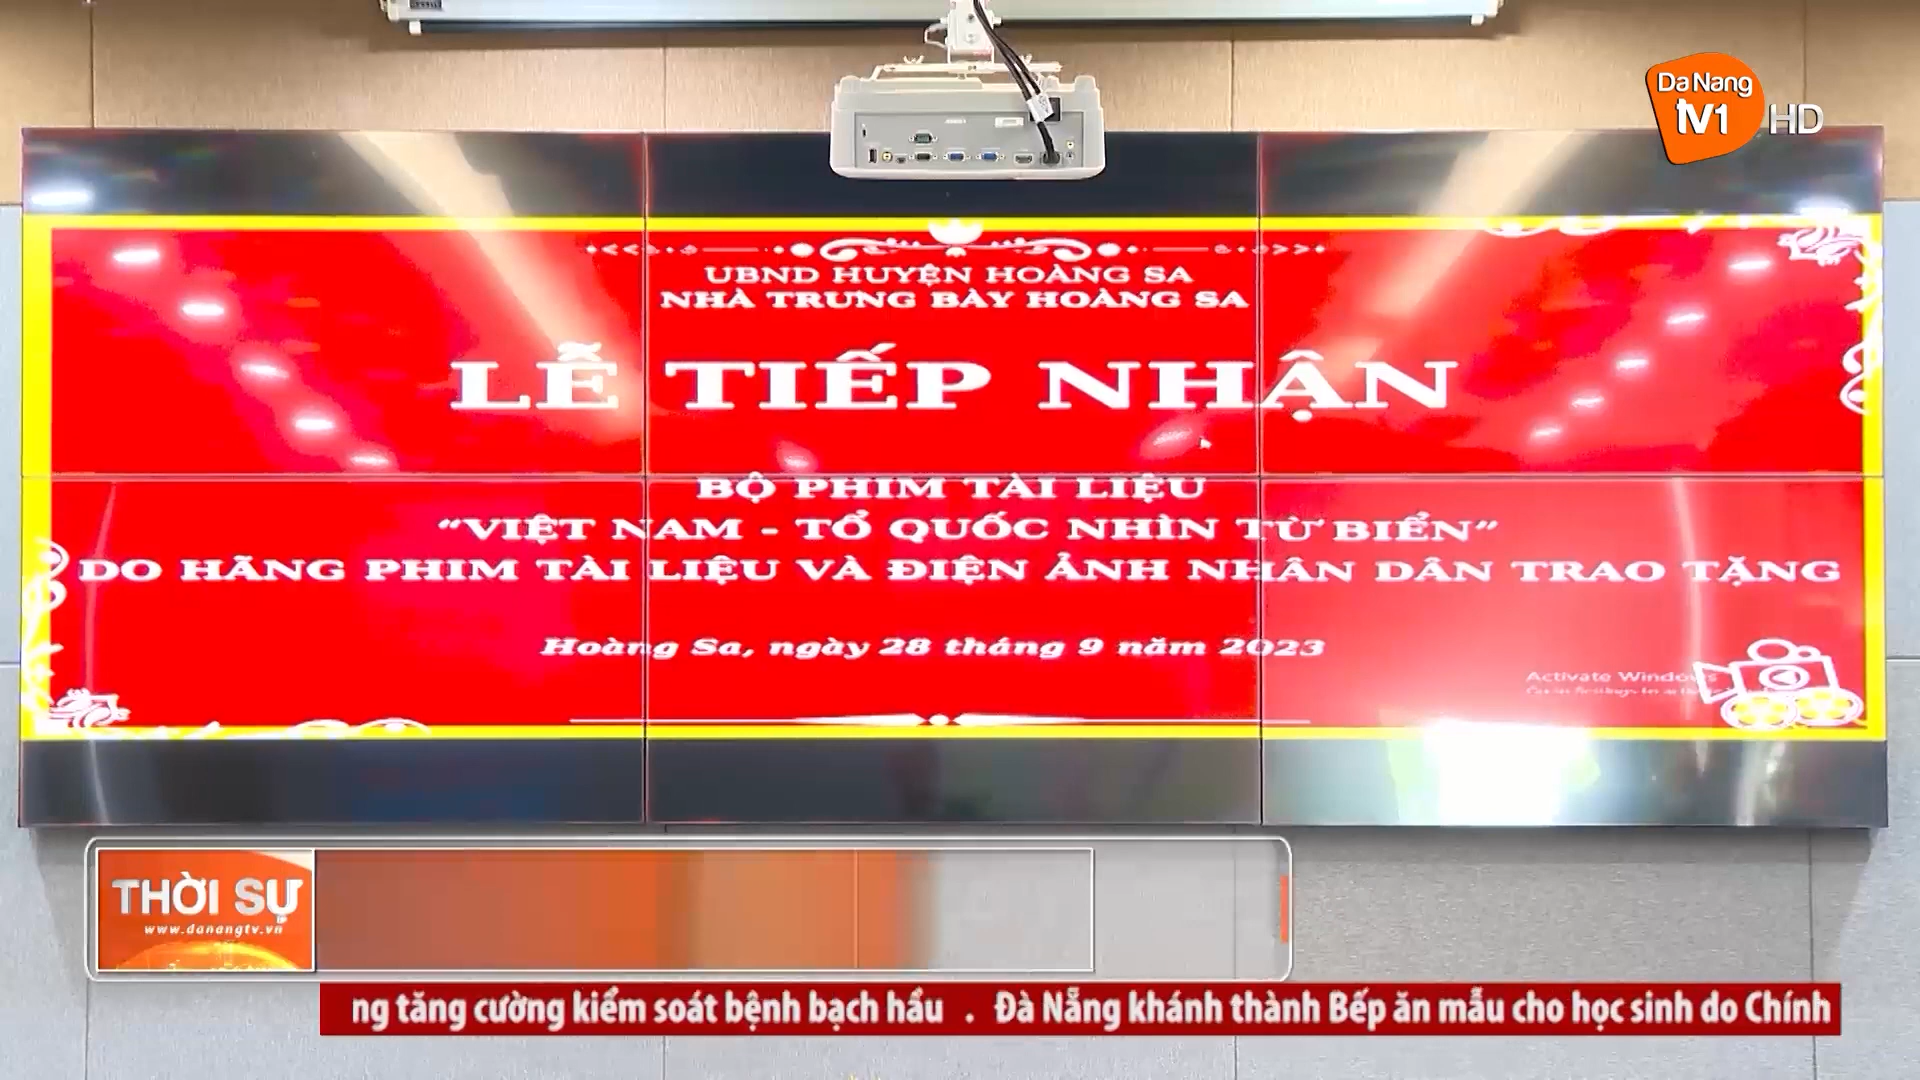 Da Nang
TV1 HD
UBND HUYỆN HOÀNG SA
NHÀ TRƯNG BÀY HOÀNG SA
LỄ TIẾP NHẬN
BỘ PHIM TÀI LIỆU
“VIỆT NAM - TỔ QUỐC NHÌN TỪ BIỂN”
DO HÃNG PHIM TÀI LIỆU VÀ ĐIỆN ẢNH NHÂN DÂN TRAO TẶNG
Hoàng Sa, ngày 28 tháng 9 năm 2023
Activate Windows
THỜI SỰ
www.danangtv.vn
ng tăng cường kiểm soát bệnh bạch hầu . Đà Nẵng khánh thành Bếp ăn mẫu cho học sinh do Chính